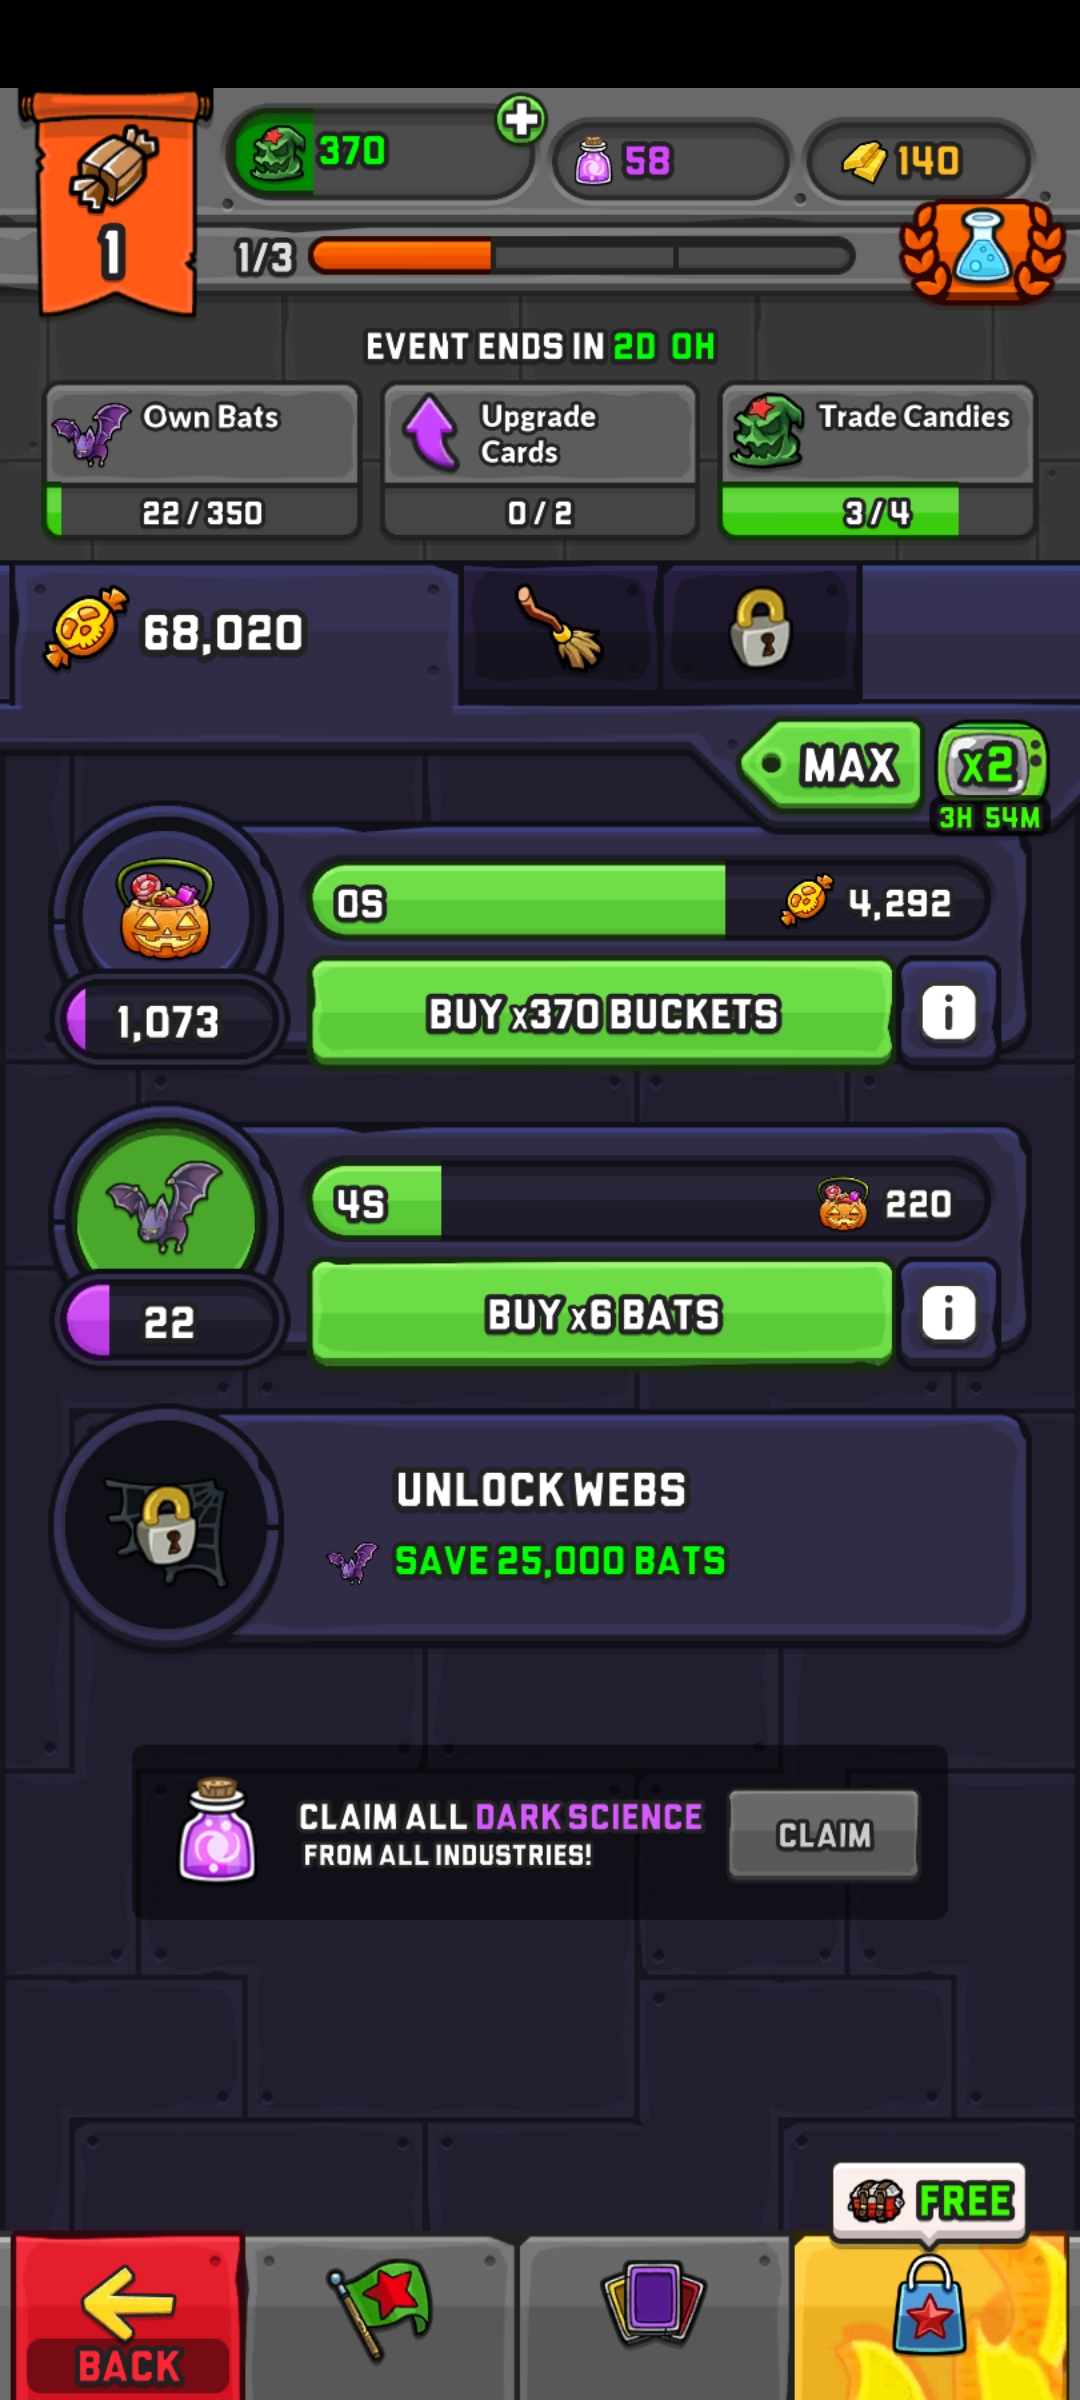 370
58
140
1
1/3
EVENT ENDS IN 2D 0H
Own Bats
Upgrade
Cards
Trade Candies
22/350
0/2
3/4
68,020
MAX
x2
3H 54M
0S
4,292
1,073
BUY x370 BUCKETS
i
4S
220
22
BUY x6 BATS
i
UNLOCK WEBS
SAVE 25,000 BATS
CLAIM ALL DARK SCIENCE
FROM ALL INDUSTRIES!
CLAIM
FREE
BACK